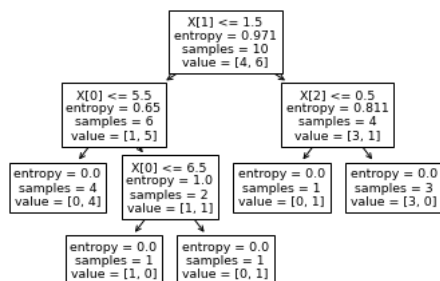 X[1] <= 1.5
entropy = 0.971
samples = 10
value = [4, 6]
X[0] <= 5.5
entropy = 0.65
samples = 6
value = [1, 5]
X[2] <= 0.5
entropy = 0.811
samples = 4
value = [3, 1]
entropy = 0.0
samples = 4
value = [0, 4]
X[0] <= 6.5
entropy = 1.0
samples = 2
value = [1, 1]
entropy = 0.0
samples = 1
value = [0, 1]
entropy = 0.0
samples = 3
value = [3, 0]
entropy = 0.0
samples = 1
value = [1, 0]
entropy = 0.0
samples = 1
value = [0, 1]